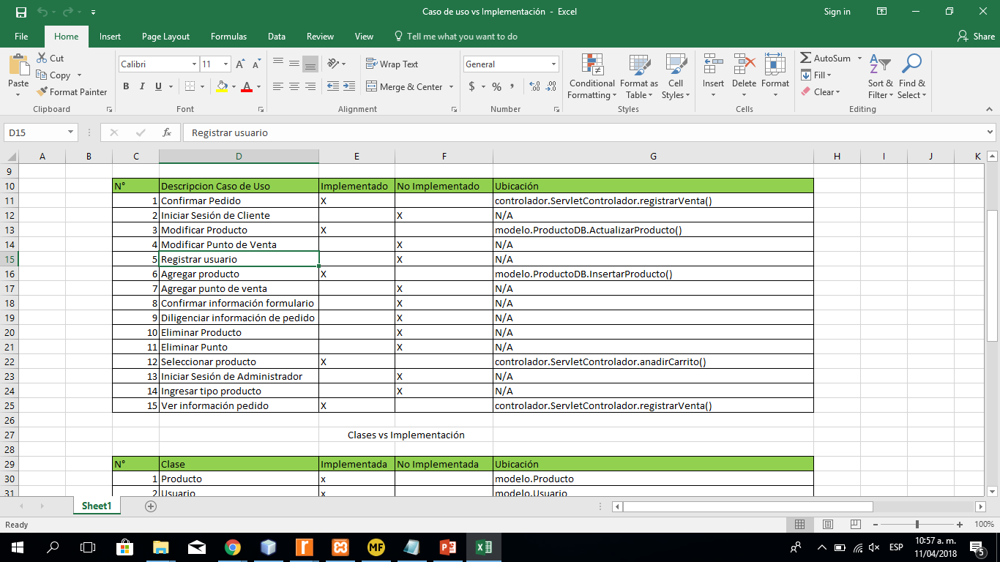 Caso de uso vs Implementación - Excel
Sign in
File Home Insert Page Layout Formulas Data Review View Tell me what you want to do Share
Paste Cut Copy Format Painter Clipboard
Calibri 11 A A B I U A Font
Wrap Text Merge & Center Alignment
General $ % , .00 Number
Conditional Formatting Format as Table Cell Styles Styles
Insert Delete Format Cells
AutoSum Fill Clear Sort & Filter Find & Select Editing
D15 fx Registrar usuario
A B C D E F G H I J K
9
10 N° Descripcion Caso de Uso Implementado No Implementado Ubicación
11 1 Confirmar Pedido X controlador.ServletControlador.registrarVenta()
12 2 Iniciar Sesión de Cliente X N/A
13 3 Modificar Producto X modelo.ProductoDB.ActualizarProducto()
14 4 Modificar Punto de Venta X N/A
15 5 Registrar usuario X N/A
16 6 Agregar producto X modelo.ProductoDB.InsertarProducto()
17 7 Agregar punto de venta X N/A
18 8 Confirmar información formulario X N/A
19 9 Diligenciar información de pedido X N/A
20 10 Eliminar Producto X N/A
21 11 Eliminar Punto X N/A
22 12 Seleccionar producto X controlador.ServletControlador.anadirCarrito()
23 13 Iniciar Sesión de Administrador X N/A
24 14 Ingresar tipo producto X N/A
25 15 Ver información pedido X controlador.ServletControlador.registrarVenta()
26
27 Clases vs Implementación
28
29 N° Clase Implementada No Implementada Ubicación
30 1 Producto x modelo.Producto
31 2 Usuario x modelo.Usuario
Sheet1
Ready 100%
MF ESP 10:57 a. m.
11/04/2018 5